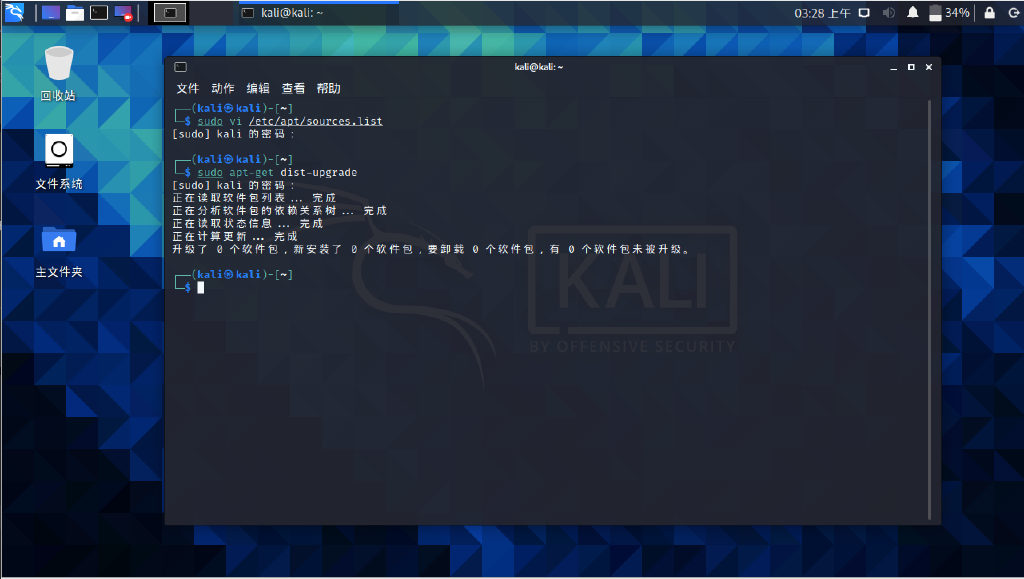 kali@kali: ~
03:28 上午
34%
回收站
文件系统
主文件夹
kali@kali: ~
文件 动作 编辑 查看 帮助
┌──(kali㉿kali)-[~]
└─$ sudo vi /etc/apt/sources.list
[sudo] kali 的密码：
┌──(kali㉿kali)-[~]
└─$ sudo apt-get dist-upgrade
[sudo] kali 的密码：
正在读取软件包列表... 完成
正在分析软件包的依赖关系树... 完成
正在读取状态信息... 完成
正在计算更新... 完成
升级了 0 个软件包，新安装了 0 个软件包，要卸载 0 个软件包，有 0 个软件包未被升级。
┌──(kali㉿kali)-[~]
└─$
KALI
BY OFFENSIVE SECURITY